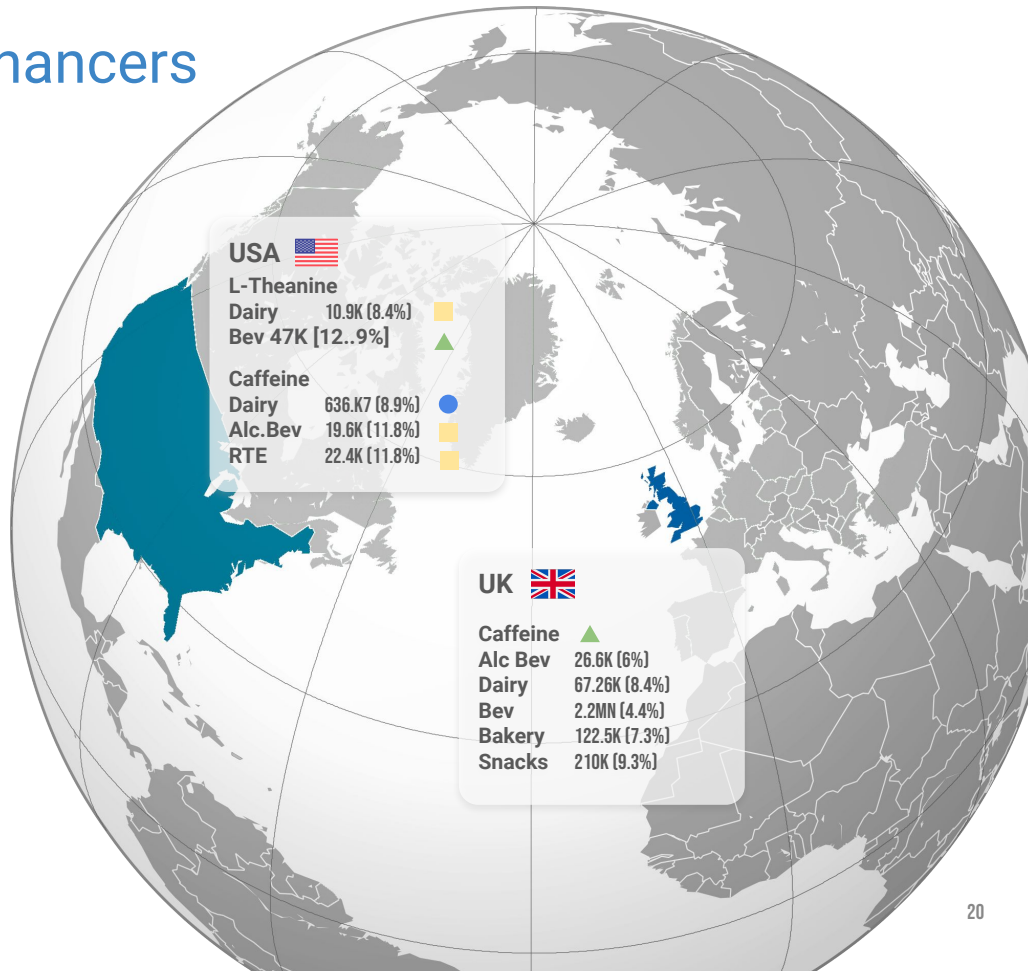 hancers
USA
L-Theanine
Dairy 10.9K (8.4%)
Bev 47K [12..9%]
Caffeine
Dairy 636.K7 (8.9%)
Alc.Bev 19.6K (11.8%)
RTE 22.4K (11.8%)
UK
Caffeine
Alc Bev 26.6K (6%)
Dairy 67.26K (8.4%)
Bev 2.2MN (4.4%)
Bakery 122.5K (7.3%)
Snacks 210K (9.3%)
20